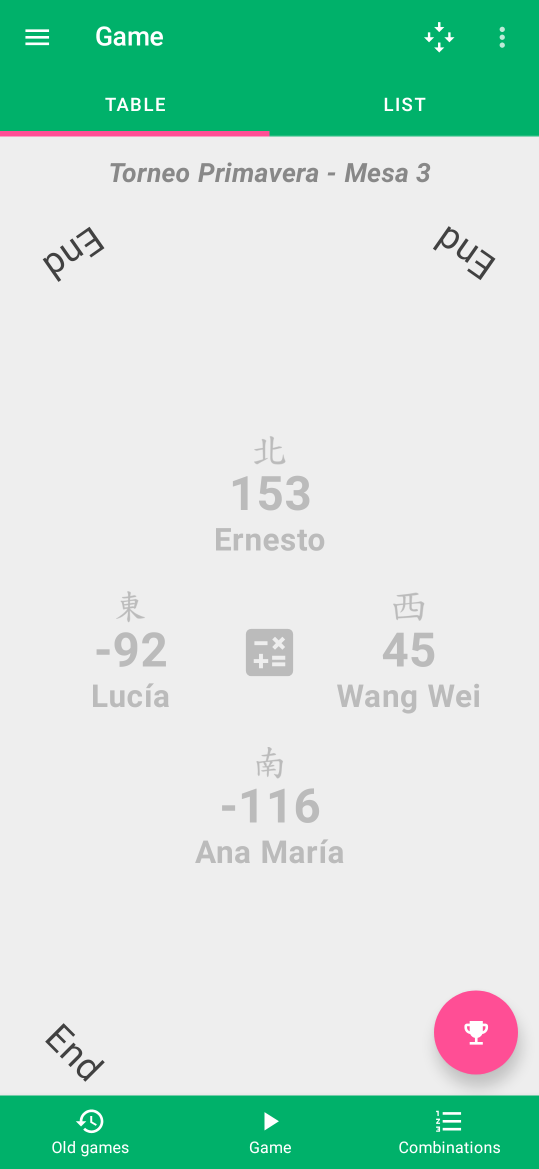 Game
TABLE
LIST
Torneo Primavera - Mesa 3
End
End
北
153
Ernesto
東
-92
Lucía
西
45
Wang Wei
南
-116
Ana María
End
Old games
Game
Combinations